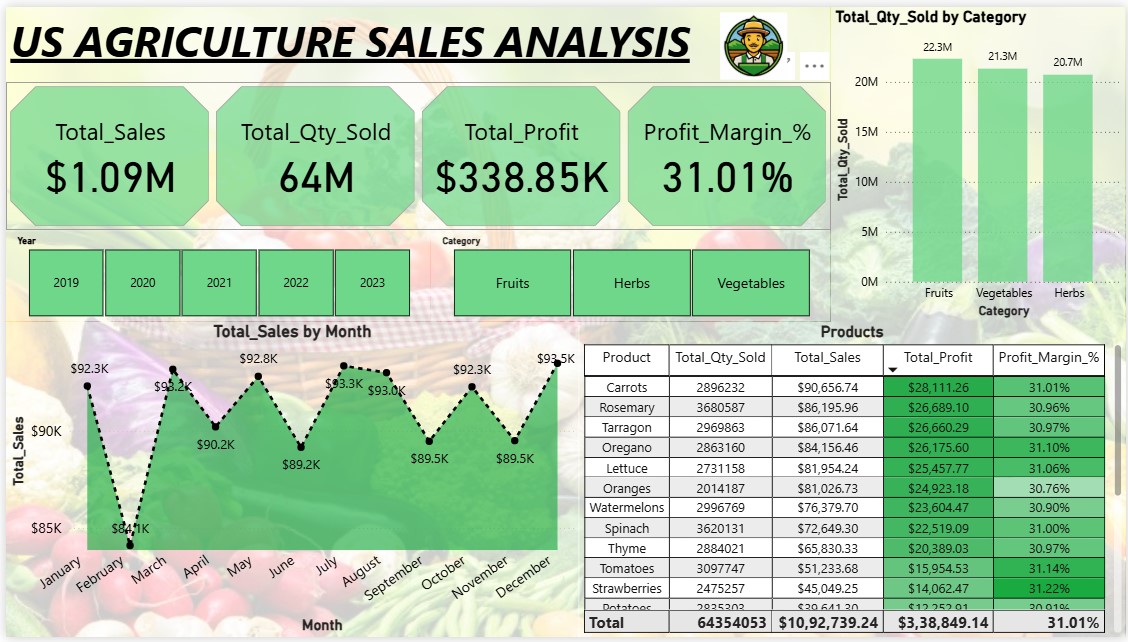 US AGRICULTURE SALES ANALYSIS
Total_Sales
$1.09M
Total_Qty_Sold
64M
Total_Profit
$338.85K
Profit_Margin_%
31.01%
Year
2019 2020 2021 2022 2023
Category
Fruits Herbs Vegetables
Total_Qty_Sold by Category
Total_Qty_Sold
20M
15M
10M
5M
0M
22.3M 21.3M 20.7M
Fruits Vegetables Herbs
Category
Total_Sales by Month
Total_Sales
$90K
$85K
$92.3K $84.1K $93.2K $90.2K $92.8K $89.2K $93.3K $93.0K $89.5K $92.3K $89.5K $93.5K
January February March April May June July August September October November December
Month
Products
Product Total_Qty_Sold Total_Sales Total_Profit Profit_Margin_%
Carrots 2896232 $90,656.74 $28,111.26 31.01%
Rosemary 3680587 $86,195.96 $26,689.10 30.96%
Tarragon 2969863 $86,071.64 $26,660.29 30.97%
Oregano 2863160 $84,156.46 $26,175.60 31.10%
Lettuce 2731158 $81,954.24 $25,457.77 31.06%
Oranges 2014187 $81,026.73 $24,923.18 30.76%
Watermelons 2996769 $76,379.70 $23,604.47 30.90%
Spinach 3620131 $72,649.30 $22,519.09 31.00%
Thyme 2884021 $65,830.33 $20,389.03 30.97%
Tomatoes 3097747 $51,233.68 $15,954.53 31.14%
Strawberries 2475257 $45,049.25 $14,062.47 31.22%
Potatoes 2835303 $39,641.30 $12,252.91 30.91%
Total 64354053 $10,92,739.24 $3,38,849.14 31.01%